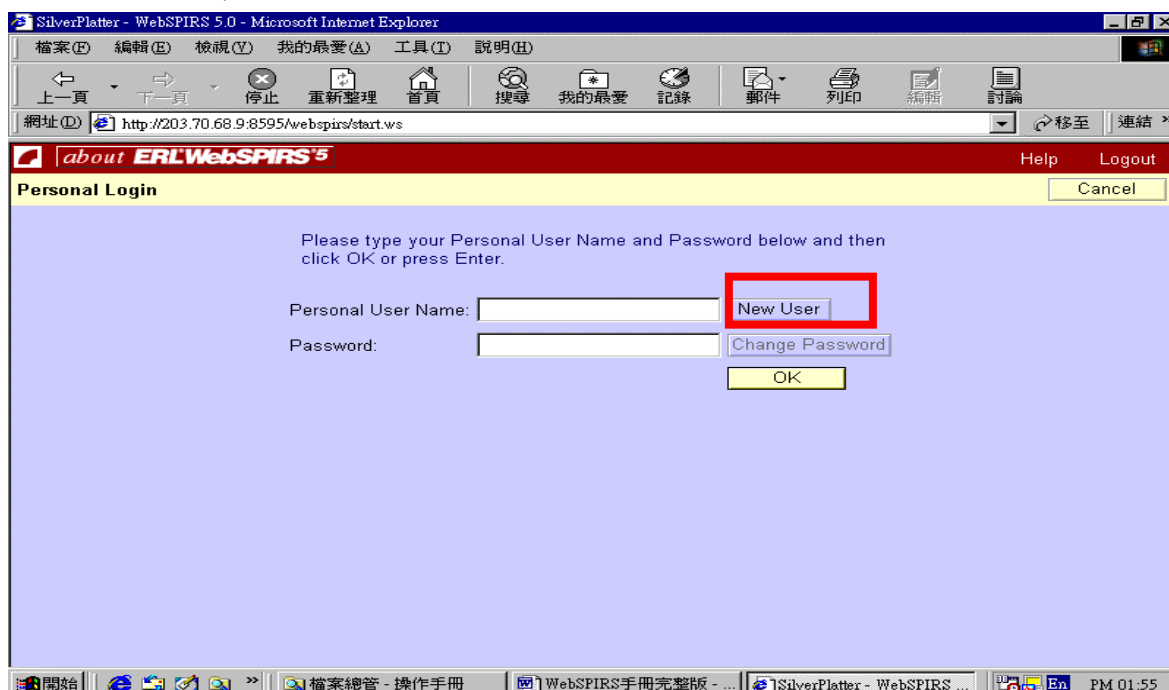 SilverPlatter - WebSPIRS 5.0 - Microsoft Internet Explorer
檔案(F) 編輯(E) 檢視(V) 我的最愛(A) 工具(T) 說明(H)
上一頁 下一頁 停止 重新整理 首頁 搜尋 我的最愛 記錄 郵件 列印 編輯 討論
網址(D) http://203.70.68.9:8595/webspirs/start.ws 移至 連結 »
about ERL WebSPIRS 5 Help Logout
Personal Login Cancel
Please type your Personal User Name and Password below and then
click OK or press Enter.
Personal User Name: New User
Password: Change Password
OK
開始 » 檔案總管 - 操作手冊 WebSPIRS手冊完整版 - ... SilverPlatter - WebSPIRS ... En PM 01:55